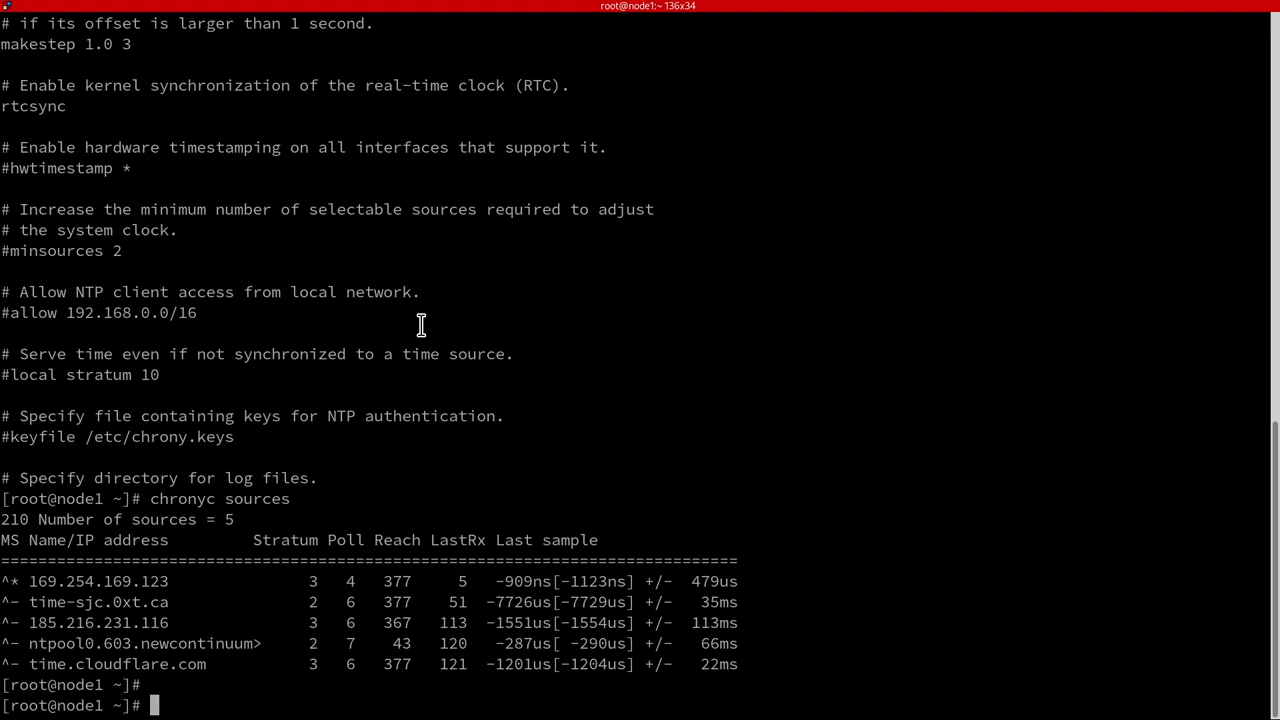 root@node1:~ 136x34
# if its offset is larger than 1 second.
makestep 1.0 3
# Enable kernel synchronization of the real-time clock (RTC).
rtcsync
# Enable hardware timestamping on all interfaces that support it.
#hwtimestamp *
# Increase the minimum number of selectable sources required to adjust
# the system clock.
#minsources 2
# Allow NTP client access from local network.
#allow 192.168.0.0/16
# Serve time even if not synchronized to a time source.
#local stratum 10
# Specify file containing keys for NTP authentication.
#keyfile /etc/chrony.keys
# Specify directory for log files.
[root@node1 ~]# chronyc sources
210 Number of sources = 5
MS Name/IP address         Stratum Poll Reach LastRx Last sample
===============================================================================
^* 169.254.169.123               3   4   377     5   -909ns[-1123ns] +/-  479us
^- time-sjc.0xt.ca               2   6   377    51  -7726us[-7729us] +/-   35ms
^- 185.216.231.116               3   6   367   113  -1551us[-1554us] +/-  113ms
^- ntpool0.603.newcontinuum>     2   7    43   120   -287us[ -290us] +/-   66ms
^- time.cloudflare.com           3   6   377   121  -1201us[-1204us] +/-   22ms
[root@node1 ~]#
[root@node1 ~]#